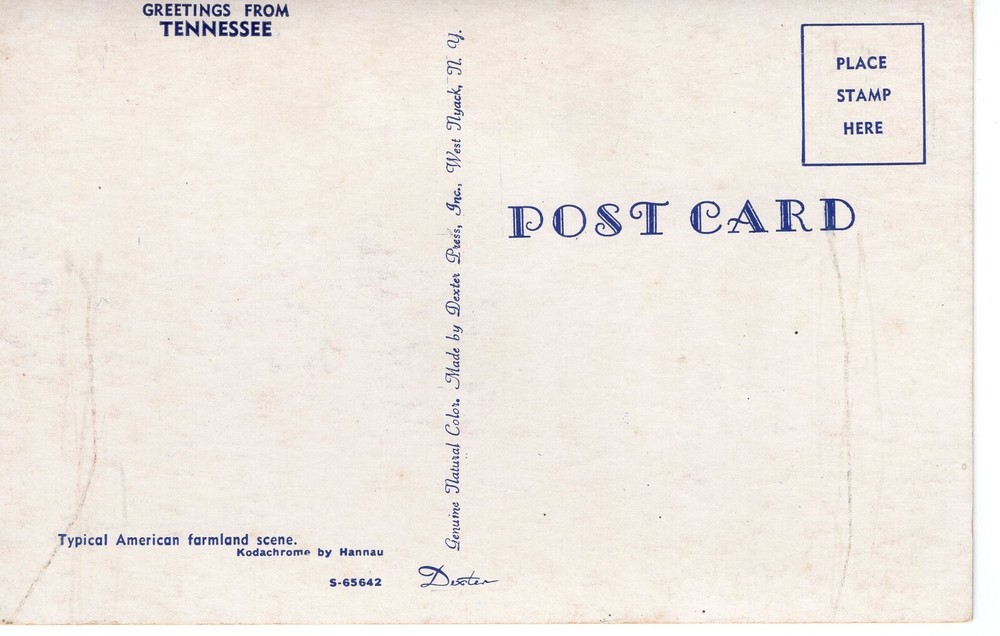 GREETINGS FROM
TENNESSEE
Typical American farmland scene.
Kodachrome by Hannau
S-65642
Genuine Natural Color. Made by Dexter Press, Inc., West Nyack, N. Y.
Dexter
PLACE
STAMP
HERE
POST CARD